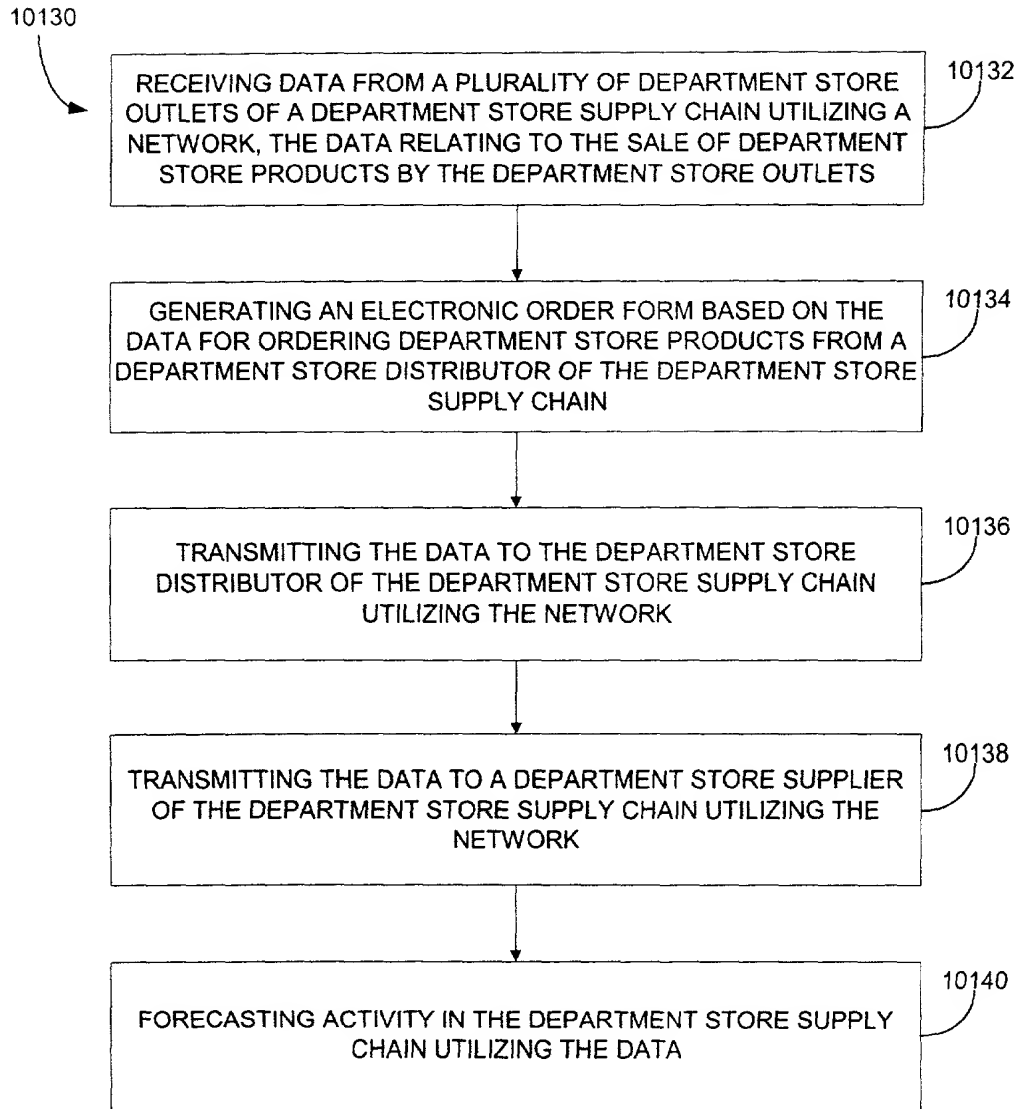 10130
RECEIVING DATA FROM A PLURALITY OF DEPARTMENT STORE
OUTLETS OF A DEPARTMENT STORE SUPPLY CHAIN UTILIZING A
NETWORK, THE DATA RELATING TO THE SALE OF DEPARTMENT
STORE PRODUCTS BY THE DEPARTMENT STORE OUTLETS
10132
GENERATING AN ELECTRONIC ORDER FORM BASED ON THE
DATA FOR ORDERING DEPARTMENT STORE PRODUCTS FROM A
DEPARTMENT STORE DISTRIBUTOR OF THE DEPARTMENT STORE
SUPPLY CHAIN
10134
TRANSMITTING THE DATA TO THE DEPARTMENT STORE
DISTRIBUTOR OF THE DEPARTMENT STORE SUPPLY CHAIN
UTILIZING THE NETWORK
10136
TRANSMITTING THE DATA TO A DEPARTMENT STORE SUPPLIER
OF THE DEPARTMENT STORE SUPPLY CHAIN UTILIZING THE
NETWORK
10138
FORECASTING ACTIVITY IN THE DEPARTMENT STORE SUPPLY
CHAIN UTILIZING THE DATA
10140